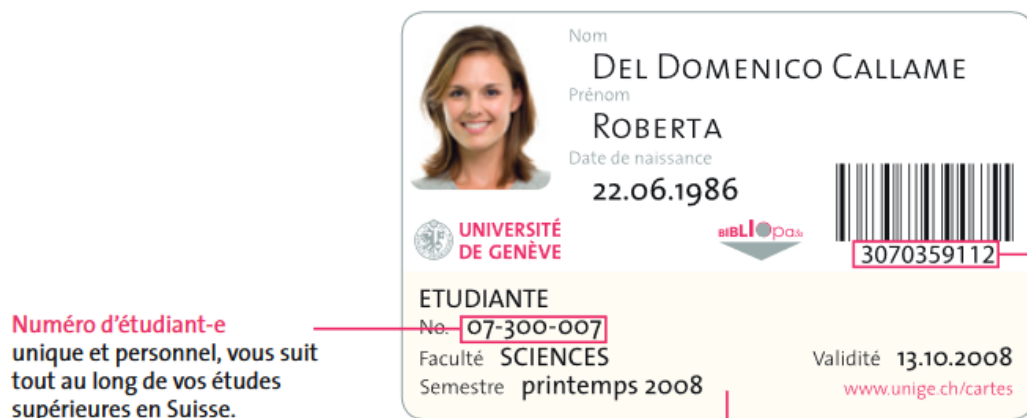 Nom
DEL DOMENICO CALLAME
Prénom
ROBERTA
Date de naissance
22.06.1986
UNIVERSITÉ
DE GENÈVE
BIBLIOpass
3070359112
ETUDIANTE
No. 07-300-007
Faculté SCIENCES
Semestre printemps 2008
Validité 13.10.2008
www.unige.ch/cartes
Numéro d'étudiant-e
unique et personnel, vous suit
tout au long de vos études
supérieures en Suisse.